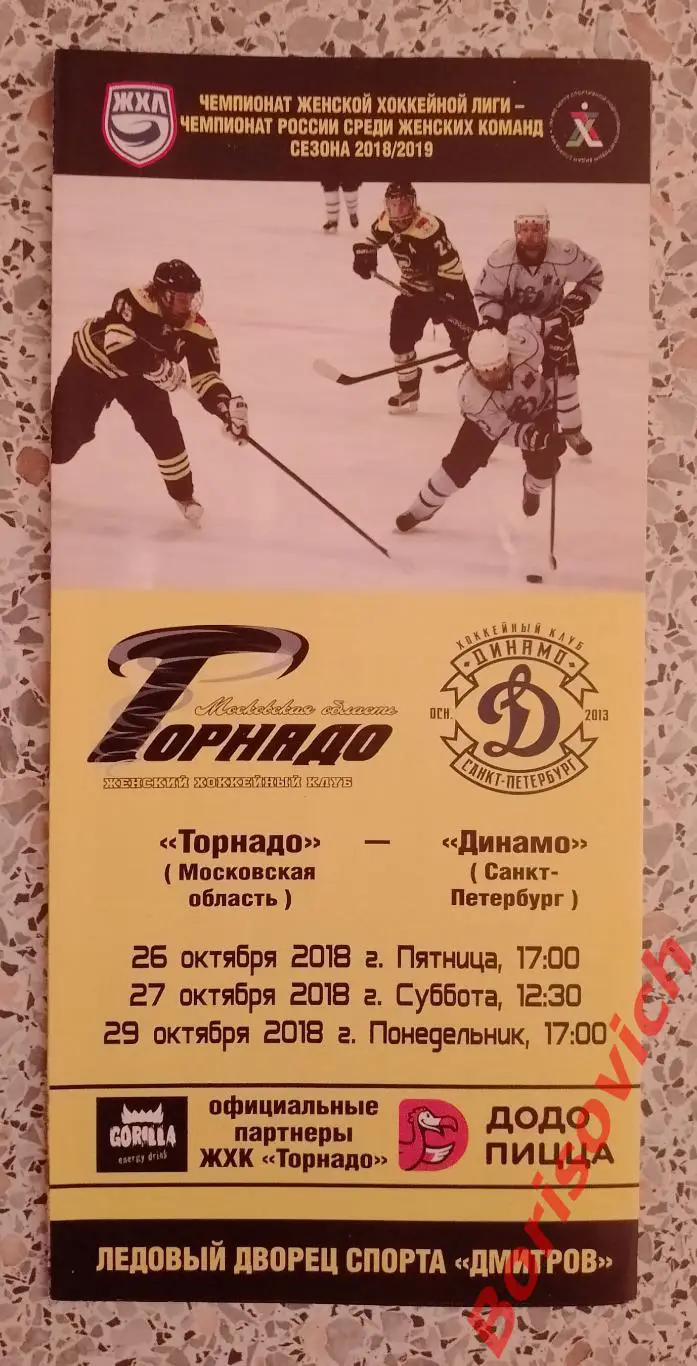 ЖХЛ
ЧЕМПИОНАТ ЖЕНСКОЙ ХОККЕЙНОЙ ЛИГИ –
ЧЕМПИОНАТ РОССИИ СРЕДИ ЖЕНСКИХ КОМАНД
СЕЗОНА 2018/2019
Московская область
ТОРНАДО
ЖЕНСКИЙ ХОККЕЙНЫЙ КЛУБ
ХОККЕЙНЫЙ КЛУБ
ДИНАМО
ОСН. Д 2013
САНКТ-ПЕТЕРБУРГ
«Торнадо» — «Динамо»
( Московская область ) ( Санкт-Петербург )
26 октября 2018 г. Пятница, 17:00
27 октября 2018 г. Суббота, 12:30
29 октября 2018 г. Понедельник, 17:00
GORILLA
energy drink
официальные
партнеры
ЖХК «Торнадо»
ДОДО
ПИЦЦА
ЛЕДОВЫЙ ДВОРЕЦ СПОРТА «ДМИТРОВ»
Borisovich